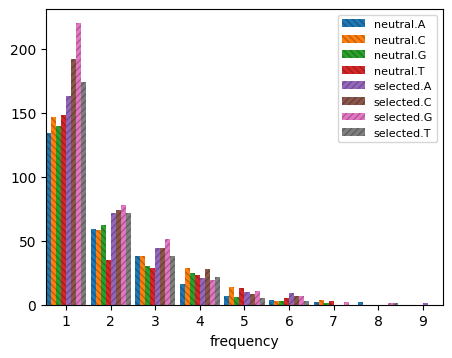 200
150
100
50
0
1 2 3 4 5 6 7 8 9
frequency
neutral.A
neutral.C
neutral.G
neutral.T
selected.A
selected.C
selected.G
selected.T